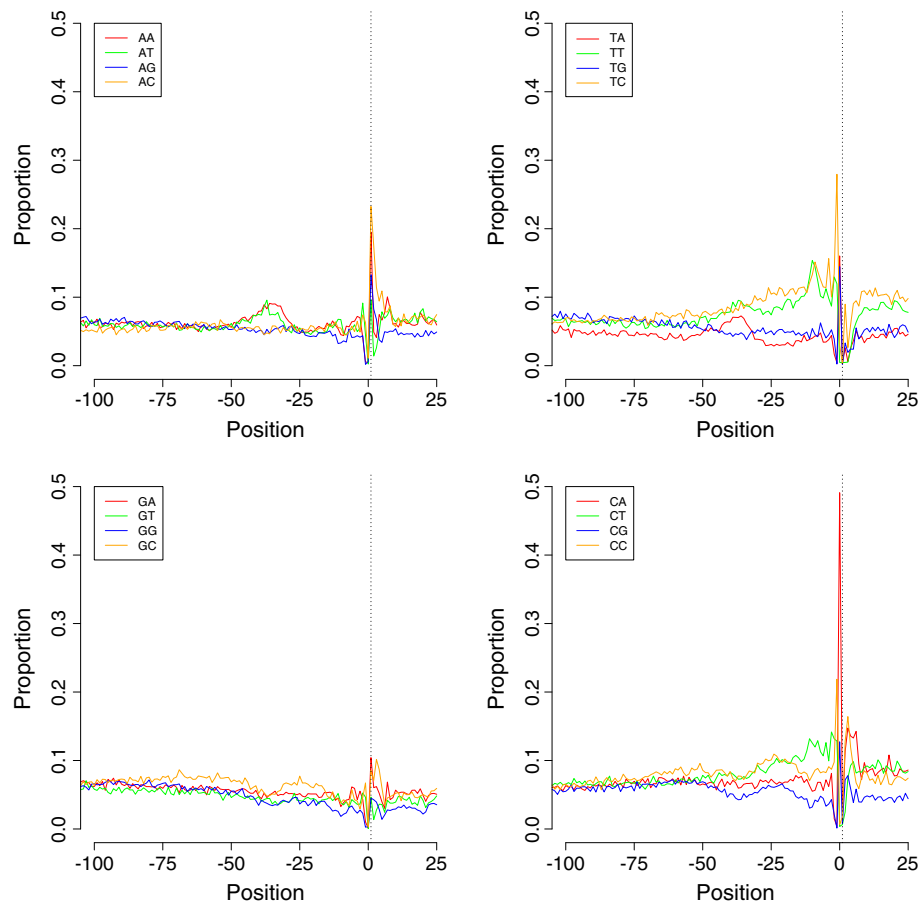 0.5
0.4
0.3
0.2
0.1
0.0
Proportion
AA
AT
AG
AC
-100 -75 -50 -25 0 25
Position
0.5
0.4
0.3
0.2
0.1
0.0
Proportion
TA
TT
TG
TC
-100 -75 -50 -25 0 25
Position
0.5
0.4
0.3
0.2
0.1
0.0
Proportion
GA
GT
GG
GC
-100 -75 -50 -25 0 25
Position
0.5
0.4
0.3
0.2
0.1
0.0
Proportion
CA
CT
CG
CC
-100 -75 -50 -25 0 25
Position